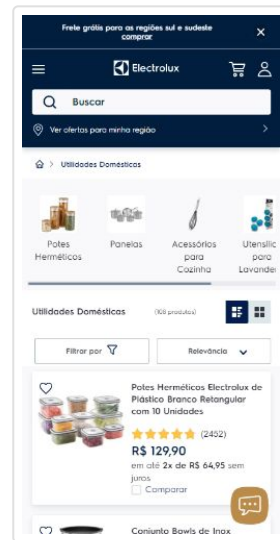 Frete grátis para as regiões sul e sudeste
comprar
Electrolux
Buscar
Ver ofertas para minha região
Utilidades Domésticas
Potes
Herméticos
Panelas
Acessórios
para
Cozinha
Utensílic
para
Lavander
Utilidades Domésticas
(108 produtos)
Filtrar por
Relevância
Potes Herméticos Electrolux de
Plástico Branco Retangular
com 10 Unidades
(2452)
R$ 129,90
em até 2x de R$ 64,95 sem
juros
Comparar
Conjunto Bowls de Inox